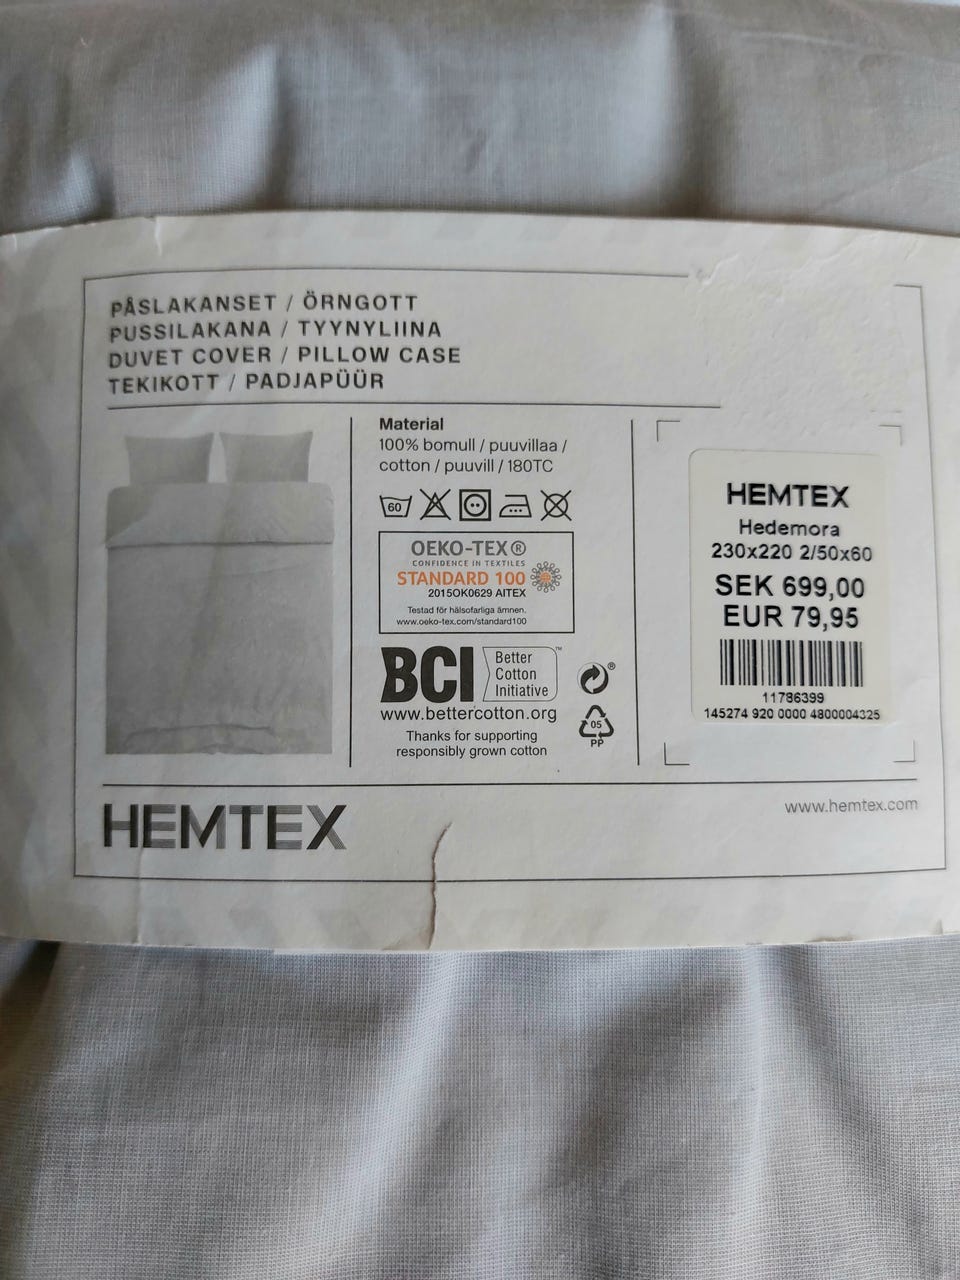 PÅSLAKANSET / ÖRNGOTT
PUSSILAKANA / TYYNYLIINA
DUVET COVER / PILLOW CASE
TEKIKOTT / PADJAPÜÜR
Material
100% bomull / puuvillaa /
cotton / puuvill / 180TC
60
OEKO-TEX®
CONFIDENCE IN TEXTILES
STANDARD 100
2015OK0629 AITEX
Testad för hälsofarliga ämnen.
www.oeko-tex.com/standard100
BCI
Better
Cotton
Initiative™
www.bettercotton.org
Thanks for supporting
responsibly grown cotton
®
05
PP
HEMTEX
Hedemora
230x220 2/50x60
SEK 699,00
EUR 79,95
11786399
145274 920 0000 4800004325
HEMTEX
www.hemtex.com